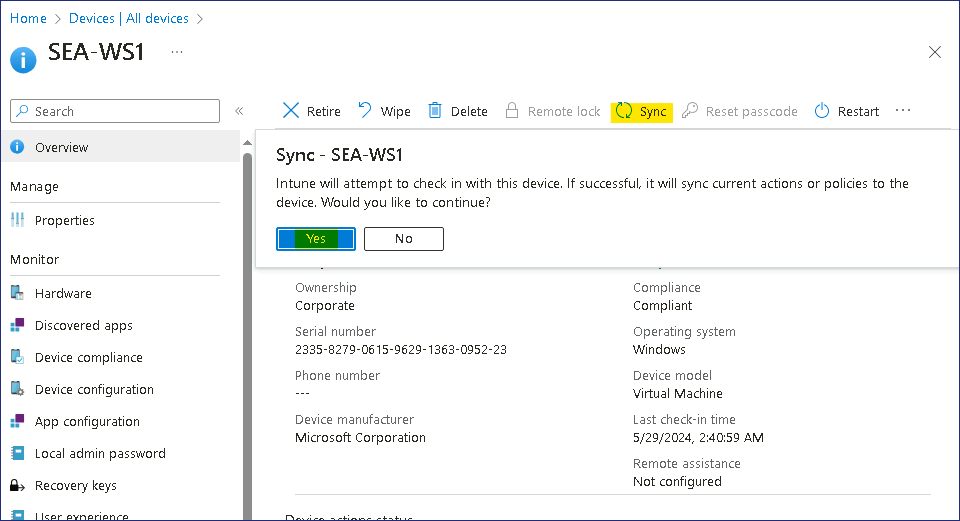 Home > Devices | All devices >
SEA-WS1 ...
Search «
Retire Wipe Delete Remote lock Sync Reset passcode Restart ...
Overview
Manage
Properties
Monitor
Hardware
Discovered apps
Device compliance
Device configuration
App configuration
Local admin password
Recovery keys
User experience
Sync - SEA-WS1
Intune will attempt to check in with this device. If successful, it will sync current actions or policies to the
device. Would you like to continue?
Yes No
Ownership
Corporate
Serial number
2335-8279-0615-9629-1363-0952-23
Phone number
---
Device manufacturer
Microsoft Corporation
Compliance
Compliant
Operating system
Windows
Device model
Virtual Machine
Last check-in time
5/29/2024, 2:40:59 AM
Remote assistance
Not configured
Device actions status